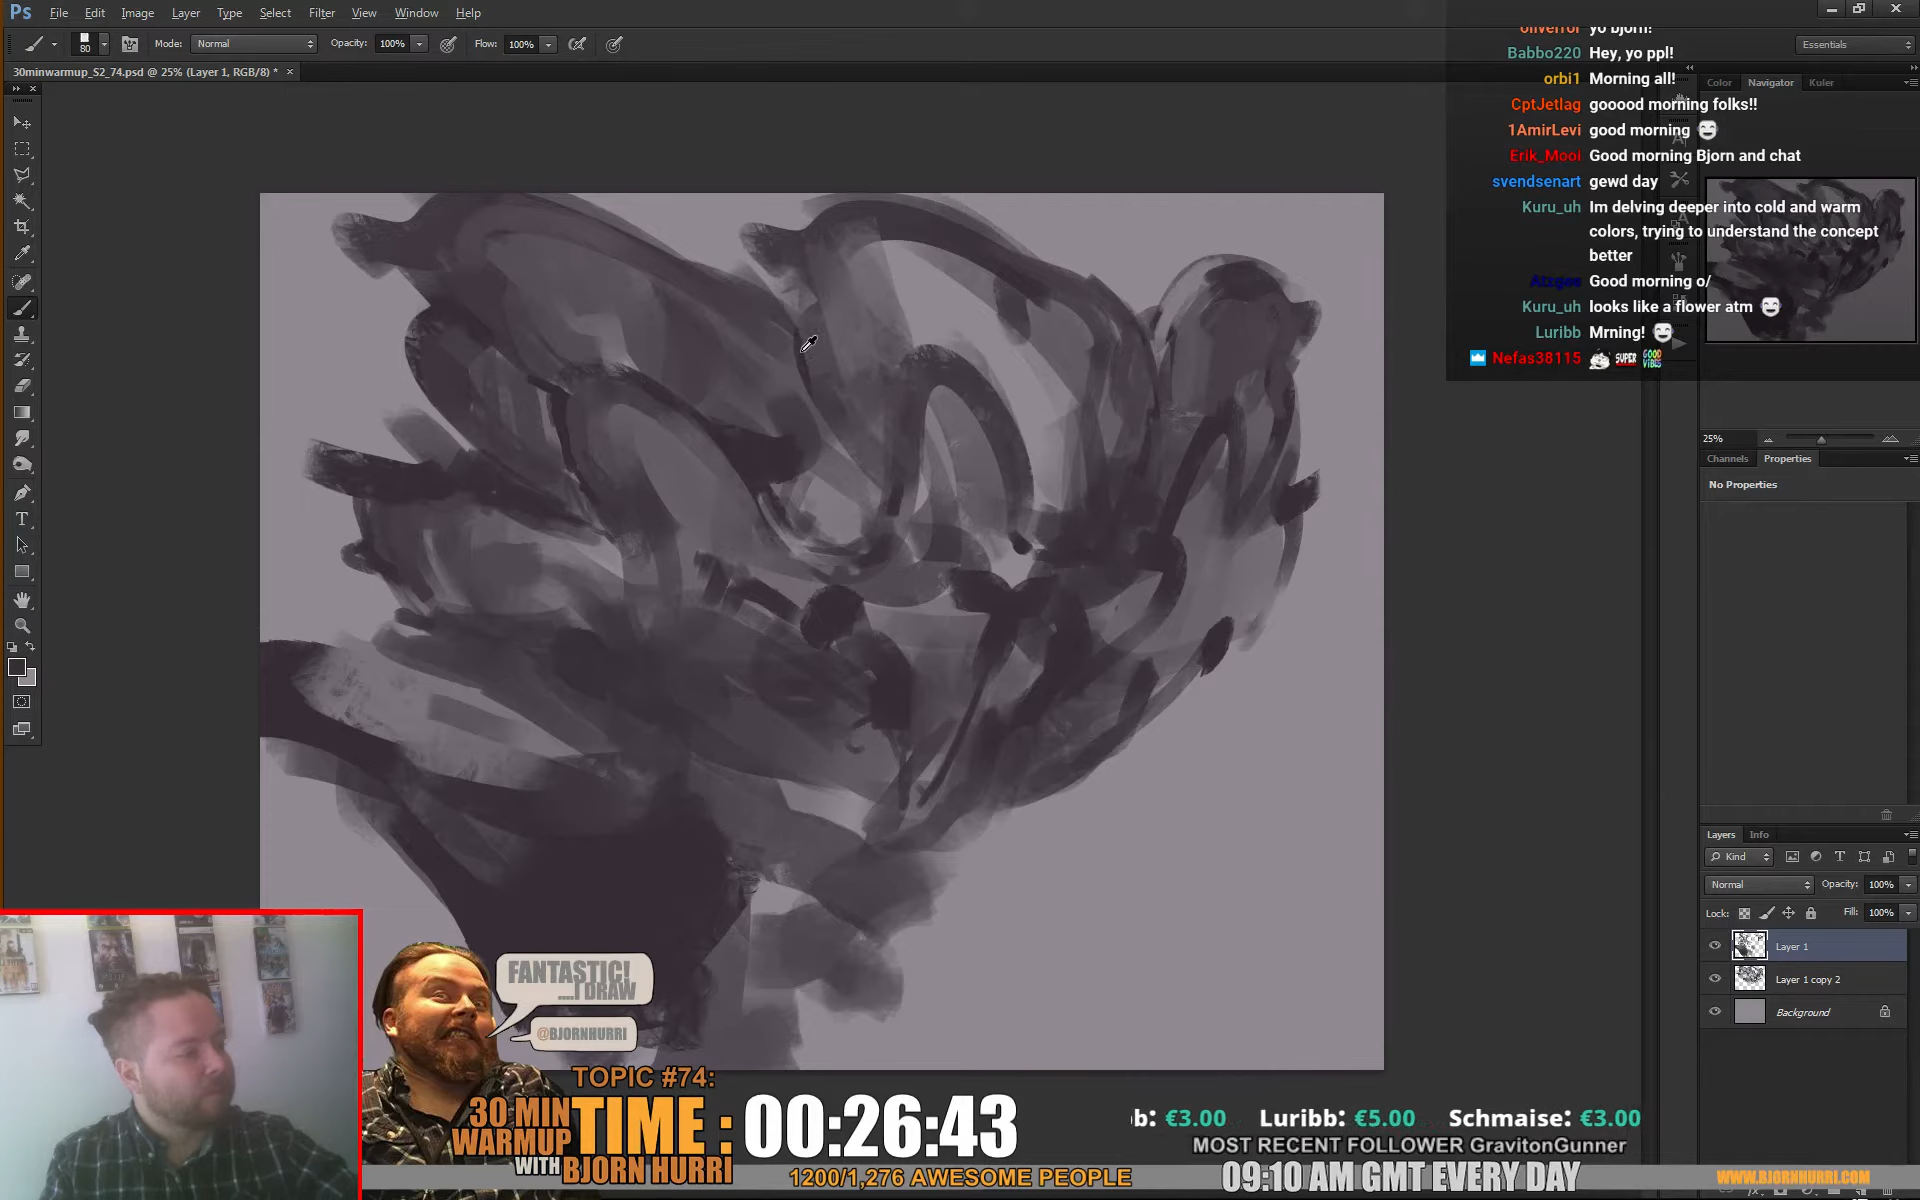 Ps File Edit Image Layer Type Select Filter View Window Help
80 Mode: Normal Opacity: 100% Flow: 100% Essentials
30minwarmup_S2_74.psd @ 25% (Layer 1, RGB/8) *
oliverror yo bjorn!
Babbo220 Hey, yo ppl!
orbi1 Morning all!
CptJetlag gooood morning folks!!
1AmirLevi good morning
Erik_Mooi Good morning Bjorn and chat
svendsenart gewd day
Kuru_uh Im delving deeper into cold and warm
colors, trying to understand the concept
better
Good morning o/
Kuru_uh looks like a flower atm
Luribb Mrning!
Nefas38115 SUPER GOOD VIBES
Color Navigator Kuler
25%
Channels Properties
No Properties
Layers Info
Kind
Normal Opacity: 100%
Lock: Fill: 100%
Layer 1
Layer 1 copy 2
Background
FANTASTIC!
....I DRAW
@BJORNHURRI
TOPIC #74:
30 MIN
WARMUP
WITH BJORN HURRI
TIME : 00:26:43
1200/1,276 AWESOME PEOPLE
b: €3.00 Luribb: €5.00 Schmaise: €3.00
MOST RECENT FOLLOWER GravitonGunner
09:10 AM GMT EVERY DAY
WWW.BJORNHURRI.COM